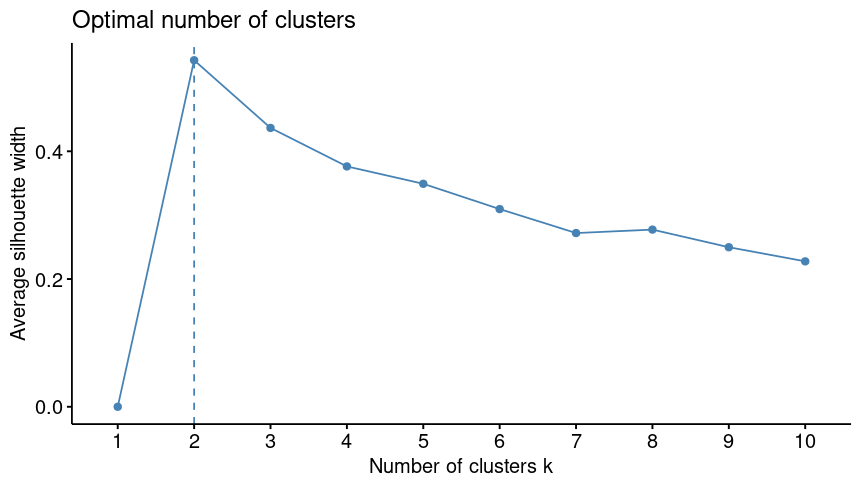 Optimal number of clusters
Average silhouette width
0.4
0.2
0.0
1 2 3 4 5 6 7 8 9 10
Number of clusters k